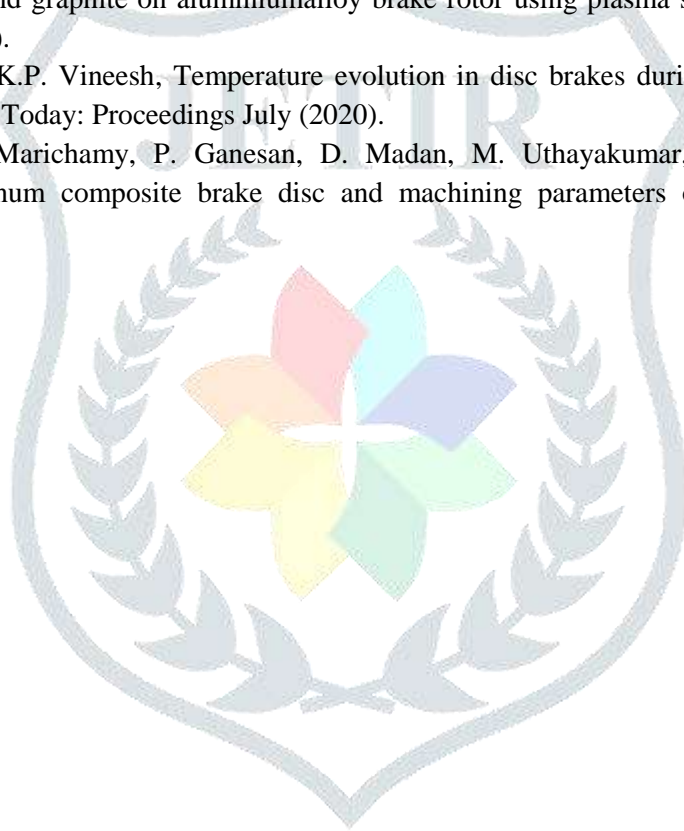 nd graphite on aluminiumalloy brake rotor using plasma s
).
K.P. Vineesh, Temperature evolution in disc brakes duri
Today: Proceedings July (2020).
Marichamy, P. Ganesan, D. Madan, M. Uthayakumar,
num composite brake disc and machining parameters
JETIR